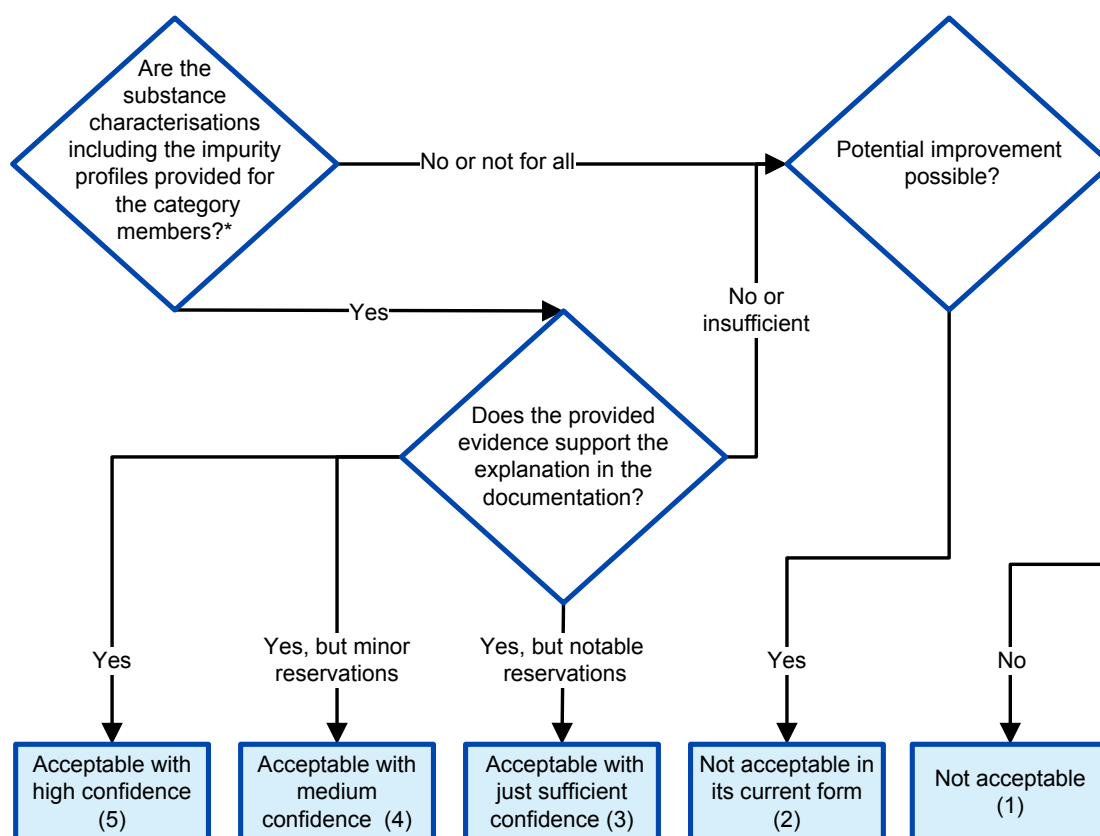 Are the
substance
characterisations
including the impurity
profiles provided for
the category
members?*
No or not for all
Potential improvement
possible?
Yes
No or
insufficient
Does the provided
evidence support the
explanation in the
documentation?
Yes
Yes, but minor
reservations
Yes, but notable
reservations
Yes
No
Acceptable with
high confidence
(5)
Acceptable with
medium
confidence (4)
Acceptable with
just sufficient
confidence (3)
Not acceptable in
its current form
(2)
Not acceptable
(1)